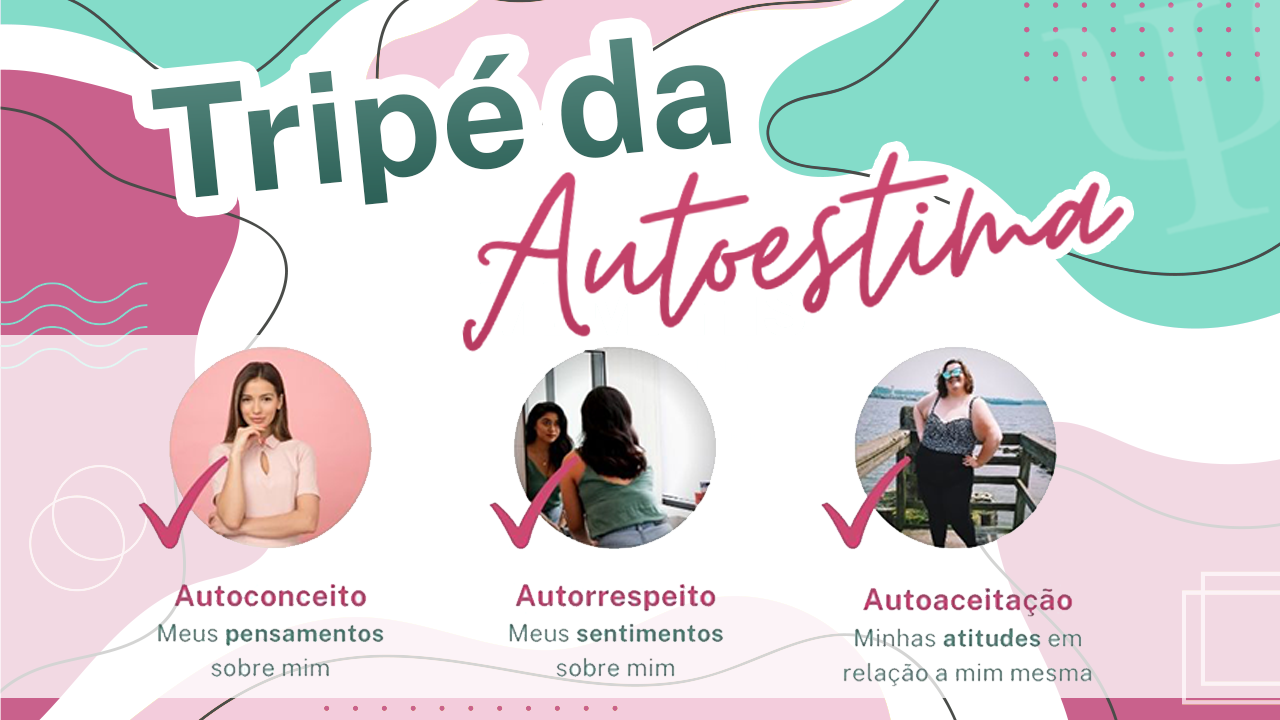 Tripé da
Autoestima
Autoconceito
Meus pensamentos
sobre mim
Autorrespeito
Meus sentimentos
sobre mim
Autoaceitação
Minhas atitudes em
relação a mim mesma
Ψ